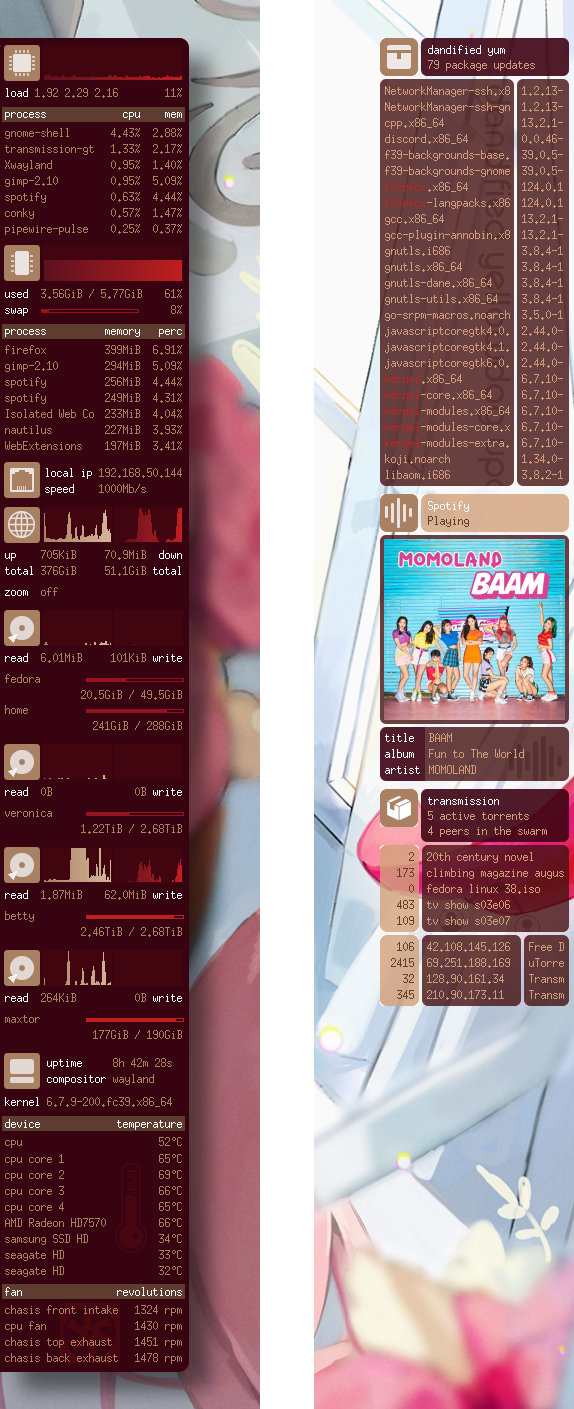 load 1.92 2.29 2.16 11%
process cpu mem
gnome-shell 4.43% 2.88%
transmission-gt 1.33% 2.17%
Xwayland 0.95% 1.40%
gimp-2.10 0.95% 5.09%
spotify 0.63% 4.44%
conky 0.57% 1.47%
pipewire-pulse 0.25% 0.37%
used 3.56GiB / 5.77GiB 61%
swap 8%
process memory perc
firefox 399MiB 6.91%
gimp-2.10 294MiB 5.09%
spotify 256MiB 4.44%
spotify 249MiB 4.31%
Isolated Web Co 233MiB 4.04%
nautilus 227MiB 3.93%
WebExtensions 197MiB 3.41%
local ip 192.168.50.144
speed 1000Mb/s
up 705KiB 70.9MiB down
total 376GiB 51.1GiB total
zoom off
read 6.01MiB 101KiB write
fedora
20.5GiB / 49.5GiB
home
241GiB / 288GiB
read 0B 0B write
veronica
1.22TiB / 2.68TiB
read 1.87MiB 62.0MiB write
betty
2.46TiB / 2.68TiB
read 264KiB 0B write
maxtor
177GiB / 190GiB
uptime 8h 42m 28s
compositor wayland
kernel 6.7.9-200.fc39.x86_64
device temperature
cpu 52°C
cpu core 1 65°C
cpu core 2 69°C
cpu core 3 66°C
cpu core 4 65°C
AMD Radeon HD7570 66°C
samsung SSD HD 34°C
seagate HD 33°C
seagate HD 32°C
fan revolutions
chasis front intake 1324 rpm
cpu fan 1430 rpm
chasis top exhaust 1451 rpm
chasis back exhaust 1478 rpm
dandified yum
79 package updates
NetworkManager-ssh.x8 1.2.13-
NetworkManager-ssh-gn 1.2.13-
cpp.x86_64 13.2.1-
discord.x86_64 0.0.46-
f39-backgrounds-base. 39.0.5-
f39-backgrounds-gnome 39.0.5-
firefox.x86_64 124.0.1
firefox-langpacks.x86 124.0.1
gcc.x86_64 13.2.1-
gcc-plugin-annobin.x8 13.2.1-
gnutls.i686 3.8.4-1
gnutls.x86_64 3.8.4-1
gnutls-dane.x86_64 3.8.4-1
gnutls-utils.x86_64 3.8.4-1
go-srpm-macros.noarch 3.5.0-1
javascriptcoregtk4.0. 2.44.0-
javascriptcoregtk4.1. 2.44.0-
javascriptcoregtk6.0. 2.44.0-
kernel.x86_64 6.7.10-
kernel-core.x86_64 6.7.10-
kernel-modules.x86_64 6.7.10-
kernel-modules-core.x 6.7.10-
kernel-modules-extra. 6.7.10-
koji.noarch 1.34.0-
libaom.i686 3.8.2-1
Spotify
Playing
MOMOLAND
BAAM
title BAAM
album Fun to The World
artist MOMOLAND
transmission
5 active torrents
4 peers in the swarm
2 20th century novel
173 climbing magazine augus
0 fedora linux 38.iso
483 tv show s03e06
109 tv show s03e07
106 42.108.145.126 Free D
2415 69.251.188.169 uTorre
32 128.90.161.34 Transm
345 210.90.173.11 Transm